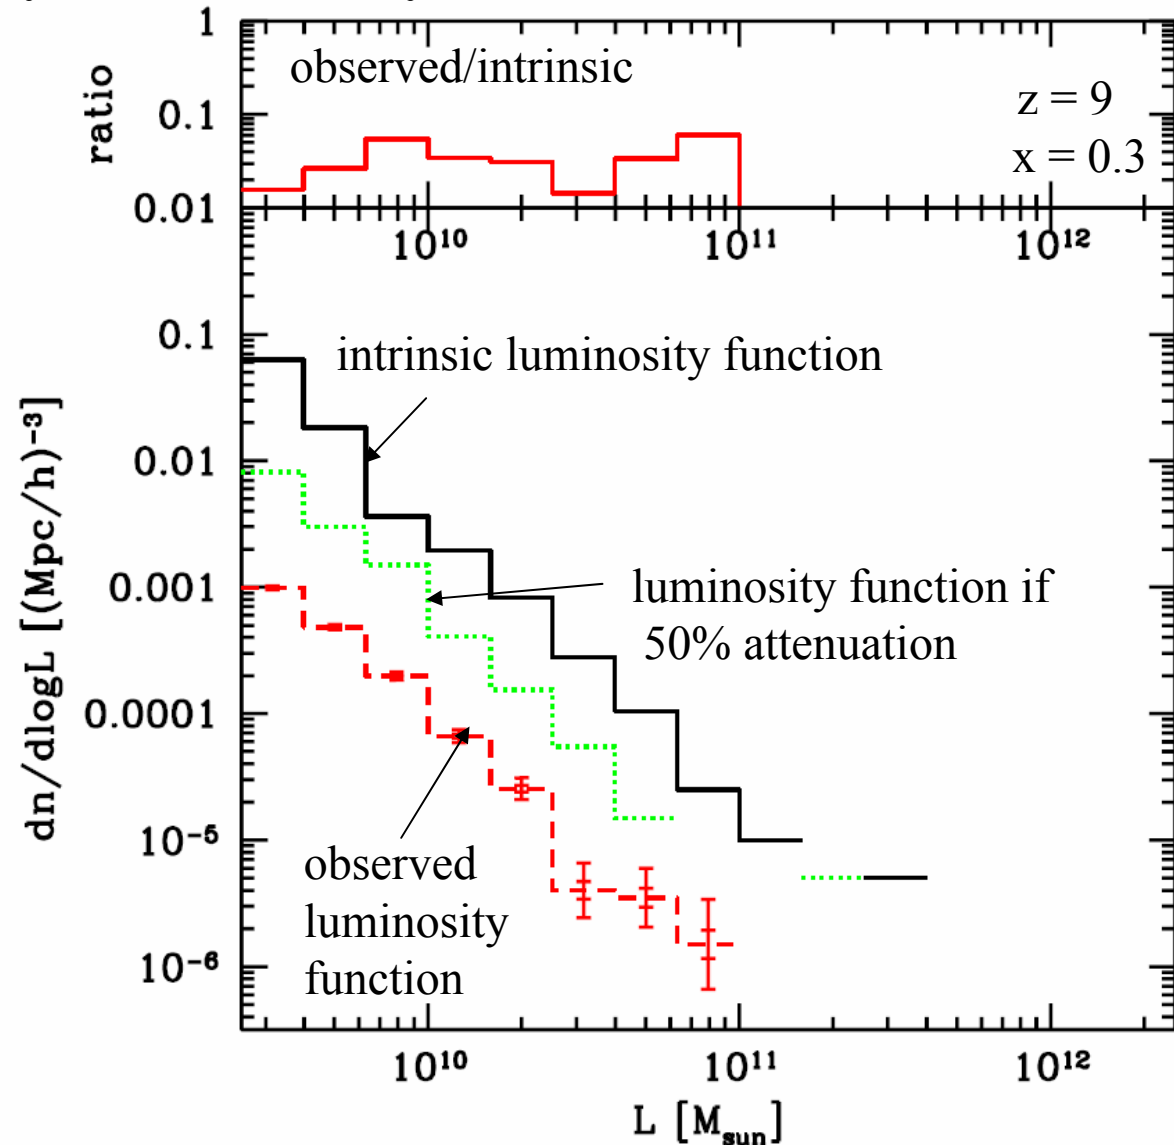 1
observed/intrinsic
ratio
z = 9
0.1
x = 0.3
0.01
10¹⁰ 10¹¹ 10¹²
0.1
intrinsic luminosity function
dn/dlogL [(Mpc/h)⁻³]
0.01
0.001
luminosity function if
50% attenuation
0.0001
10⁻⁵
observed
luminosity
function
10⁻⁶
10¹⁰ 10¹¹ 10¹²
L [M_sun]